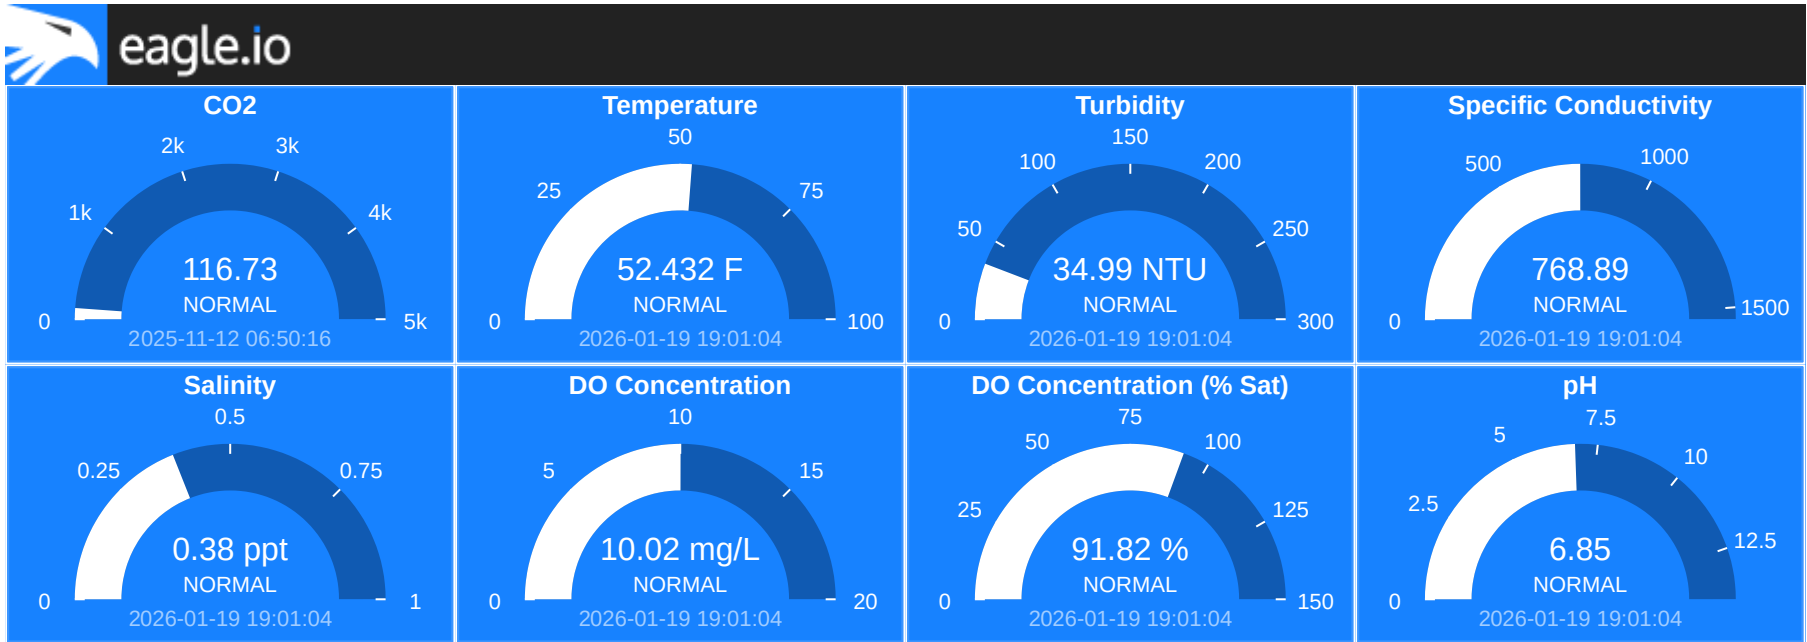 eagle.io
CO2
0
1k
2k
3k
4k
5k
116.73
NORMAL
2025-11-12 06:50:16
Temperature
0
25
50
75
100
52.432 F
NORMAL
2026-01-19 19:01:04
Turbidity
0
50
100
150
200
250
300
34.99 NTU
NORMAL
2026-01-19 19:01:04
Specific Conductivity
0
500
1000
1500
768.89
NORMAL
2026-01-19 19:01:04
Salinity
0
0.25
0.5
0.75
1
0.38 ppt
NORMAL
2026-01-19 19:01:04
DO Concentration
0
5
10
15
20
10.02 mg/L
NORMAL
2026-01-19 19:01:04
DO Concentration (% Sat)
0
25
50
75
100
125
150
91.82 %
NORMAL
2026-01-19 19:01:04
pH
0
2.5
5
7.5
10
12.5
6.85
NORMAL
2026-01-19 19:01:04